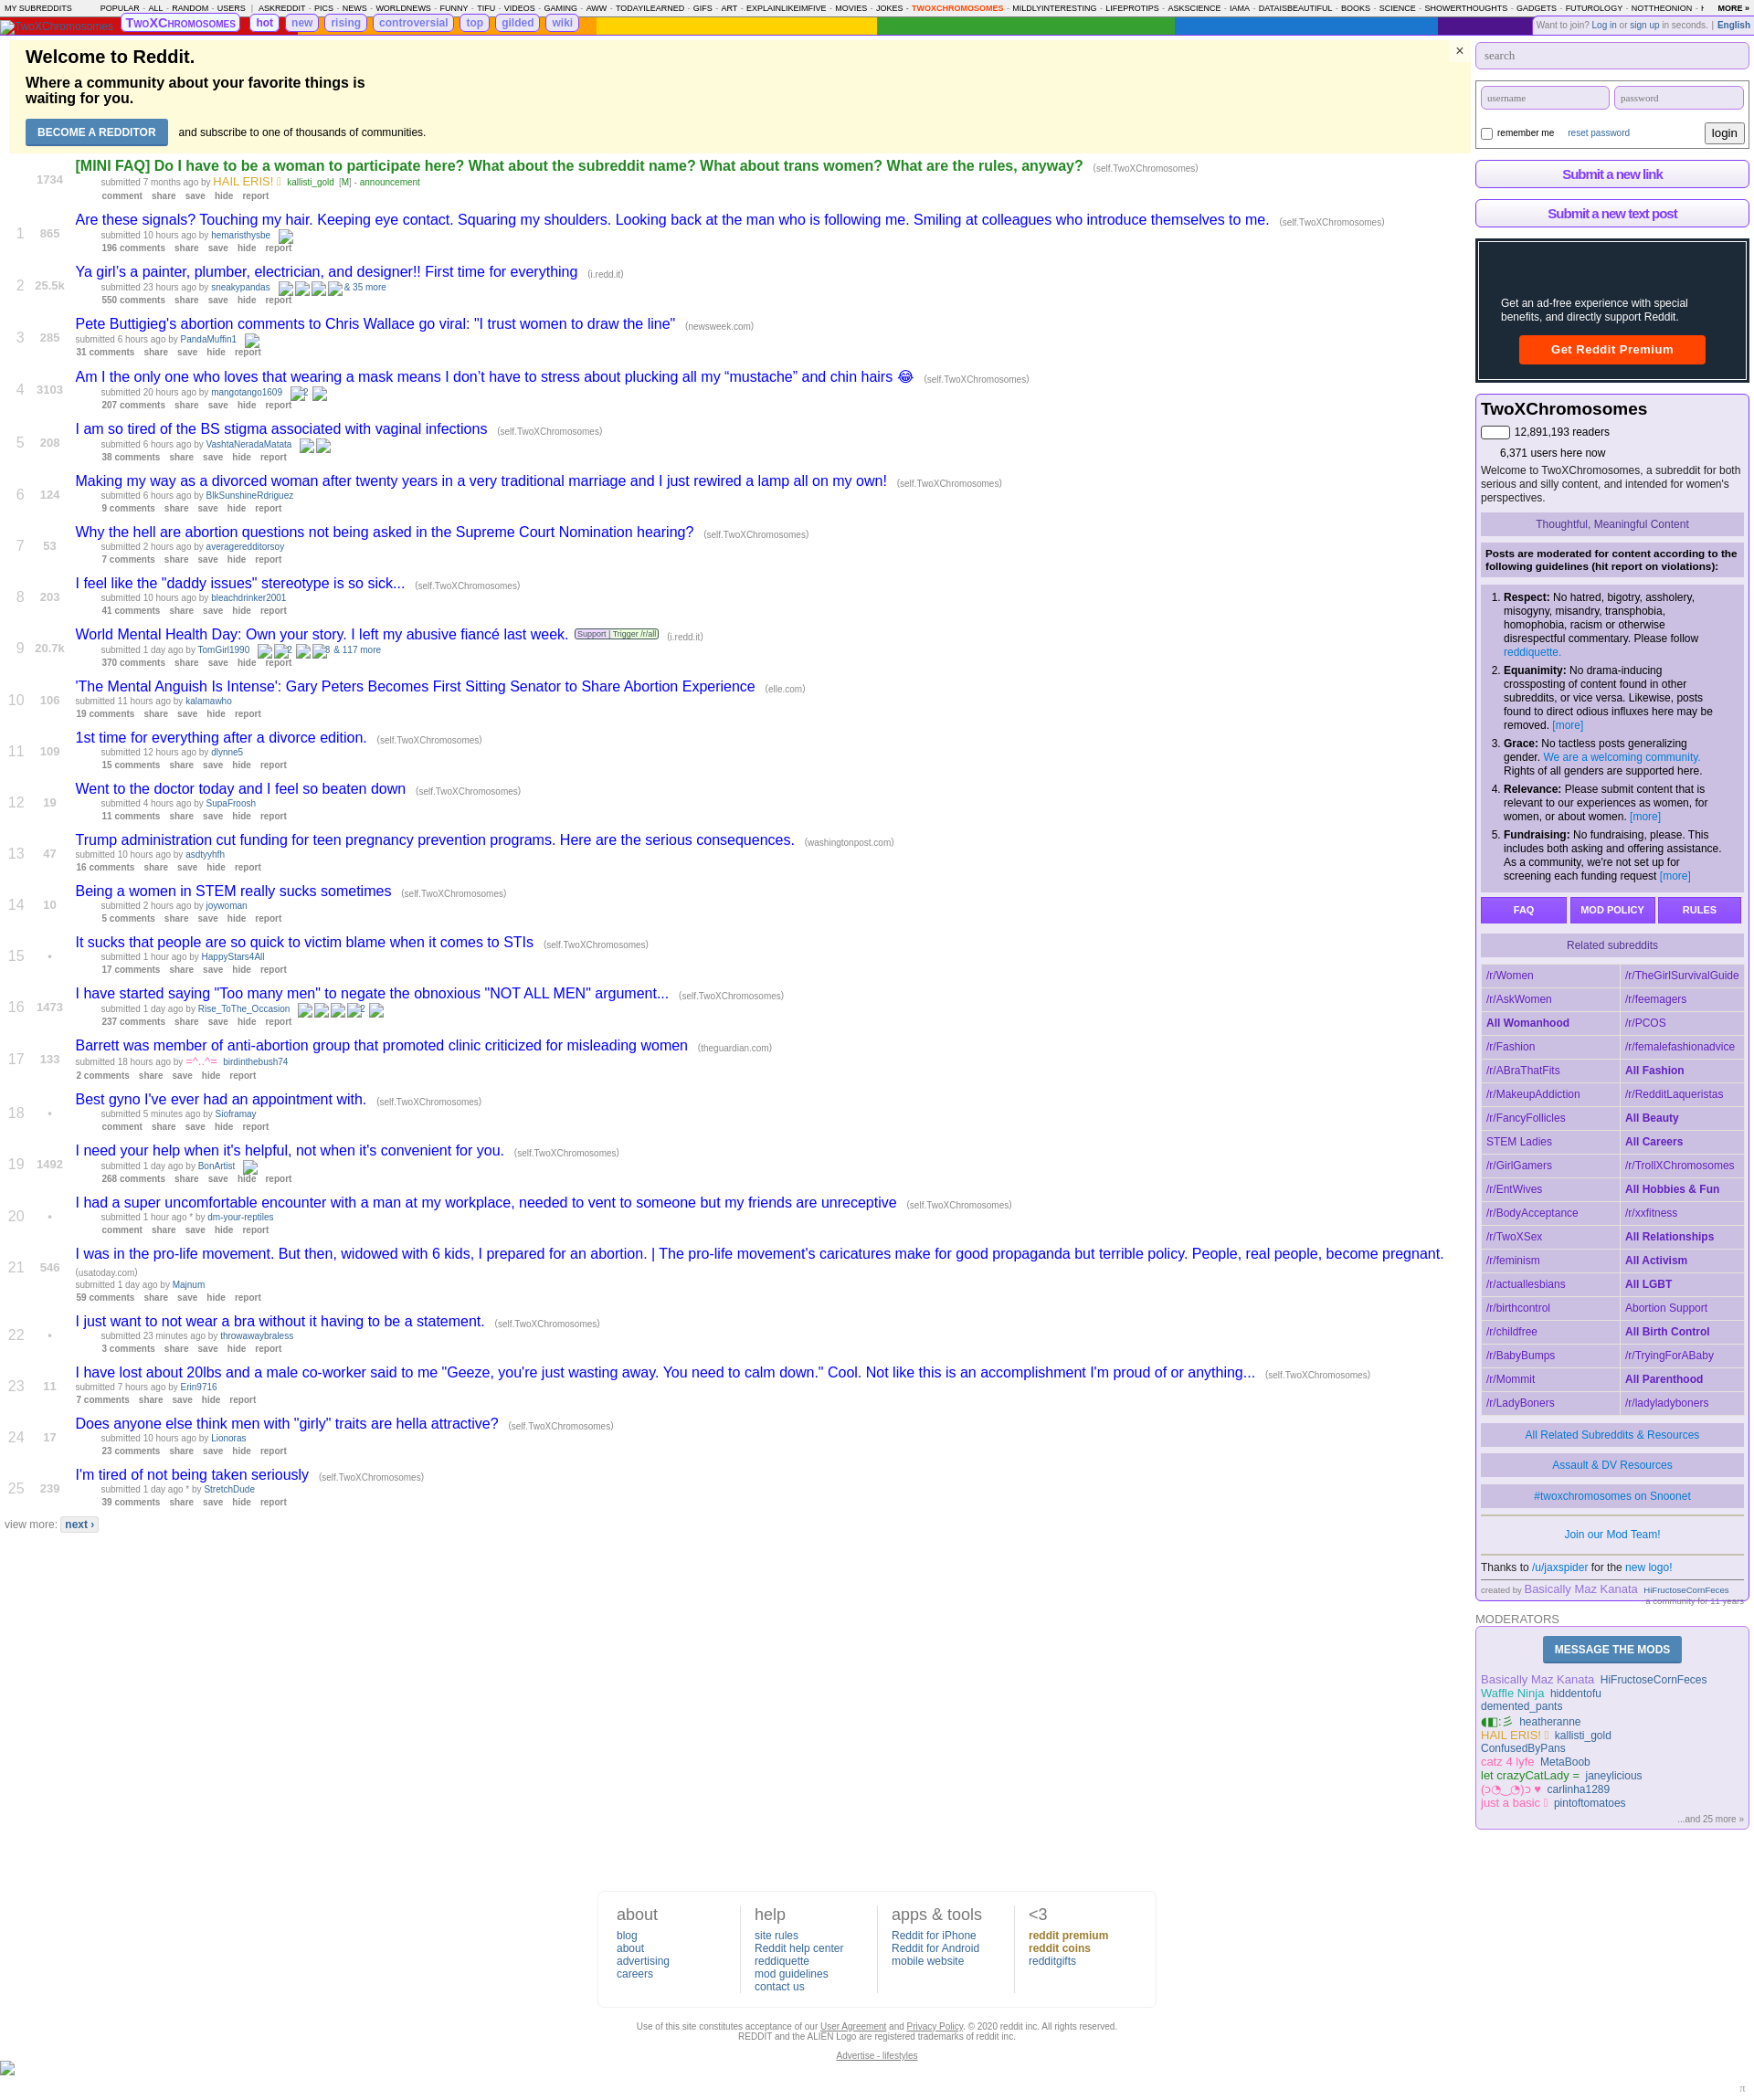 MY SUBREDDITS POPULAR - ALL - RANDOM - USERS | ASKREDDIT - PICS - NEWS - WORLDNEWS - FUNNY - TIFU - VIDEOS - GAMING - AWW - TODAYILEARNED - GIFS - ART - EXPLAINLIKEIMFIVE - MOVIES - JOKES - TWOXCHROMOSOMES - MILDLYINTERESTING - LIFEPROTIPS - ASKSCIENCE - IAMA - DATAISBEAUTIFUL - BOOKS - SCIENCE - SHOWERTHOUGHTS - GADGETS - FUTUROLOGY - NOTTHEONION - MORE »
TwoXChromosomes TwoXChromosomes hot new rising controversial top gilded wiki
Want to join? Log in or sign up in seconds. | English
Welcome to Reddit.
×
Where a community about your favorite things is
waiting for you.
BECOME A REDDITOR and subscribe to one of thousands of communities.
[MINI FAQ] Do I have to be a woman to participate here? What about the subreddit name? What about trans women? What are the rules, anyway? (self.TwoXChromosomes)
1734
submitted 7 months ago by HAIL ERIS! kallisti_gold [M] - announcement
comment share save hide report
Are these signals? Touching my hair. Keeping eye contact. Squaring my shoulders. Looking back at the man who is following me. Smiling at colleagues who introduce themselves to me. (self.TwoXChromosomes)
1 865
submitted 10 hours ago by hemaristhysbe
196 comments share save hide report
Ya girl’s a painter, plumber, electrician, and designer!! First time for everything (i.redd.it)
2 25.5k
submitted 23 hours ago by sneakypandas & 35 more
550 comments share save hide report
Pete Buttigieg's abortion comments to Chris Wallace go viral: "I trust women to draw the line" (newsweek.com)
3 285
submitted 6 hours ago by PandaMuffin1
31 comments share save hide report
Am I the only one who loves that wearing a mask means I don’t have to stress about plucking all my “mustache” and chin hairs 😂 (self.TwoXChromosomes)
4 3103
submitted 20 hours ago by mangotango1609 2
207 comments share save hide report
I am so tired of the BS stigma associated with vaginal infections (self.TwoXChromosomes)
5 208
submitted 6 hours ago by VashtaNeradaMatata
38 comments share save hide report
Making my way as a divorced woman after twenty years in a very traditional marriage and I just rewired a lamp all on my own! (self.TwoXChromosomes)
6 124
submitted 6 hours ago by BlkSunshineRdriguez
9 comments share save hide report
Why the hell are abortion questions not being asked in the Supreme Court Nomination hearing? (self.TwoXChromosomes)
7 53
submitted 2 hours ago by averageredditorsoy
7 comments share save hide report
I feel like the "daddy issues" stereotype is so sick... (self.TwoXChromosomes)
8 203
submitted 10 hours ago by bleachdrinker2001
41 comments share save hide report
World Mental Health Day: Own your story. I left my abusive fiancé last week. Support | Trigger /r/all (i.redd.it)
9 20.7k
submitted 1 day ago by TomGirl1990 2 3 & 117 more
370 comments share save hide report
'The Mental Anguish Is Intense': Gary Peters Becomes First Sitting Senator to Share Abortion Experience (elle.com)
10 106
submitted 11 hours ago by kalamawho
19 comments share save hide report
1st time for everything after a divorce edition. (self.TwoXChromosomes)
11 109
submitted 12 hours ago by dlynne5
15 comments share save hide report
Went to the doctor today and I feel so beaten down (self.TwoXChromosomes)
12 19
submitted 4 hours ago by SupaFroosh
11 comments share save hide report
Trump administration cut funding for teen pregnancy prevention programs. Here are the serious consequences. (washingtonpost.com)
13 47
submitted 10 hours ago by asdtyyhfh
16 comments share save hide report
Being a women in STEM really sucks sometimes (self.TwoXChromosomes)
14 10
submitted 2 hours ago by joywoman
5 comments share save hide report
It sucks that people are so quick to victim blame when it comes to STIs (self.TwoXChromosomes)
15 •
submitted 1 hour ago by HappyStars4All
17 comments share save hide report
I have started saying "Too many men" to negate the obnoxious "NOT ALL MEN" argument... (self.TwoXChromosomes)
16 1473
submitted 1 day ago by Rise_ToThe_Occasion 2
237 comments share save hide report
Barrett was member of anti-abortion group that promoted clinic criticized for misleading women (theguardian.com)
17 133
submitted 18 hours ago by =^..^= birdinthebush74
2 comments share save hide report
Best gyno I've ever had an appointment with. (self.TwoXChromosomes)
18 •
submitted 5 minutes ago by Sioframay
comment share save hide report
I need your help when it's helpful, not when it's convenient for you. (self.TwoXChromosomes)
19 1492
submitted 1 day ago by BonArtist
268 comments share save hide report
I had a super uncomfortable encounter with a man at my workplace, needed to vent to someone but my friends are unreceptive (self.TwoXChromosomes)
20 •
submitted 1 hour ago * by dm-your-reptiles
comment share save hide report
I was in the pro-life movement. But then, widowed with 6 kids, I prepared for an abortion. | The pro-life movement's caricatures make for good propaganda but terrible policy. People, real people, become pregnant.
21 546
(usatoday.com)
submitted 1 day ago by Majnum
59 comments share save hide report
I just want to not wear a bra without it having to be a statement. (self.TwoXChromosomes)
22 •
submitted 23 minutes ago by throwawaybraless
3 comments share save hide report
I have lost about 20lbs and a male co-worker said to me "Geeze, you're just wasting away. You need to calm down." Cool. Not like this is an accomplishment I'm proud of or anything... (self.TwoXChromosomes)
23 11
submitted 7 hours ago by Erin9716
7 comments share save hide report
Does anyone else think men with "girly" traits are hella attractive? (self.TwoXChromosomes)
24 17
submitted 10 hours ago by Lionoras
23 comments share save hide report
I'm tired of not being taken seriously (self.TwoXChromosomes)
25 239
submitted 1 day ago * by StretchDude
39 comments share save hide report
view more: next ›
search
username password
remember me reset password login
Submit a new link
Submit a new text post
Get an ad-free experience with special
benefits, and directly support Reddit.
Get Reddit Premium
TwoXChromosomes
12,891,193 readers
6,371 users here now
Welcome to TwoXChromosomes, a subreddit for both
serious and silly content, and intended for women's
perspectives.
Thoughtful, Meaningful Content
Posts are moderated for content according to the
following guidelines (hit report on violations):
1. Respect: No hatred, bigotry, assholery,
misogyny, misandry, transphobia,
homophobia, racism or otherwise
disrespectful commentary. Please follow
reddiquette.
2. Equanimity: No drama-inducing
crossposting of content found in other
subreddits, or vice versa. Likewise, posts
found to direct odious influxes here may be
removed. [more]
3. Grace: No tactless posts generalizing
gender. We are a welcoming community.
Rights of all genders are supported here.
4. Relevance: Please submit content that is
relevant to our experiences as women, for
women, or about women. [more]
5. Fundraising: No fundraising, please. This
includes both asking and offering assistance.
As a community, we're not set up for
screening each funding request [more]
FAQ MOD POLICY RULES
Related subreddits
/r/Women /r/TheGirlSurvivalGuide
/r/AskWomen /r/feemagers
All Womanhood /r/PCOS
/r/Fashion /r/femalefashionadvice
/r/ABraThatFits All Fashion
/r/MakeupAddiction /r/RedditLaqueristas
/r/FancyFollicles All Beauty
STEM Ladies All Careers
/r/GirlGamers /r/TrollXChromosomes
/r/EntWives All Hobbies & Fun
/r/BodyAcceptance /r/xxfitness
/r/TwoXSex All Relationships
/r/feminism All Activism
/r/actuallesbians All LGBT
/r/birthcontrol Abortion Support
/r/childfree All Birth Control
/r/BabyBumps /r/TryingForABaby
/r/Mommit All Parenthood
/r/LadyBoners /r/ladyladyboners
All Related Subreddits & Resources
Assault & DV Resources
#twoxchromosomes on Snoonet
Join our Mod Team!
Thanks to /u/jaxspider for the new logo!
created by Basically Maz Kanata HiFructoseCornFeces
a community for 11 years
MODERATORS
MESSAGE THE MODS
Basically Maz Kanata HiFructoseCornFeces
Waffle Ninja hiddentofu
demented_pants
◖◧:彡 heatheranne
HAIL ERIS! kallisti_gold
ConfusedByPans
catz 4 lyfe MetaBoob
let crazyCatLady = janeylicious
(ɔ◔‿◔)ɔ ♥ carlinha1289
just a basic pintoftomatoes
...and 25 more »
about help apps & tools <3
blog site rules Reddit for iPhone reddit premium
about Reddit help center Reddit for Android reddit coins
advertising reddiquette mobile website redditgifts
careers mod guidelines
contact us
Use of this site constitutes acceptance of our User Agreement and Privacy Policy. © 2020 reddit inc. All rights reserved.
REDDIT and the ALIEN Logo are registered trademarks of reddit inc.
Advertise - lifestyles
π